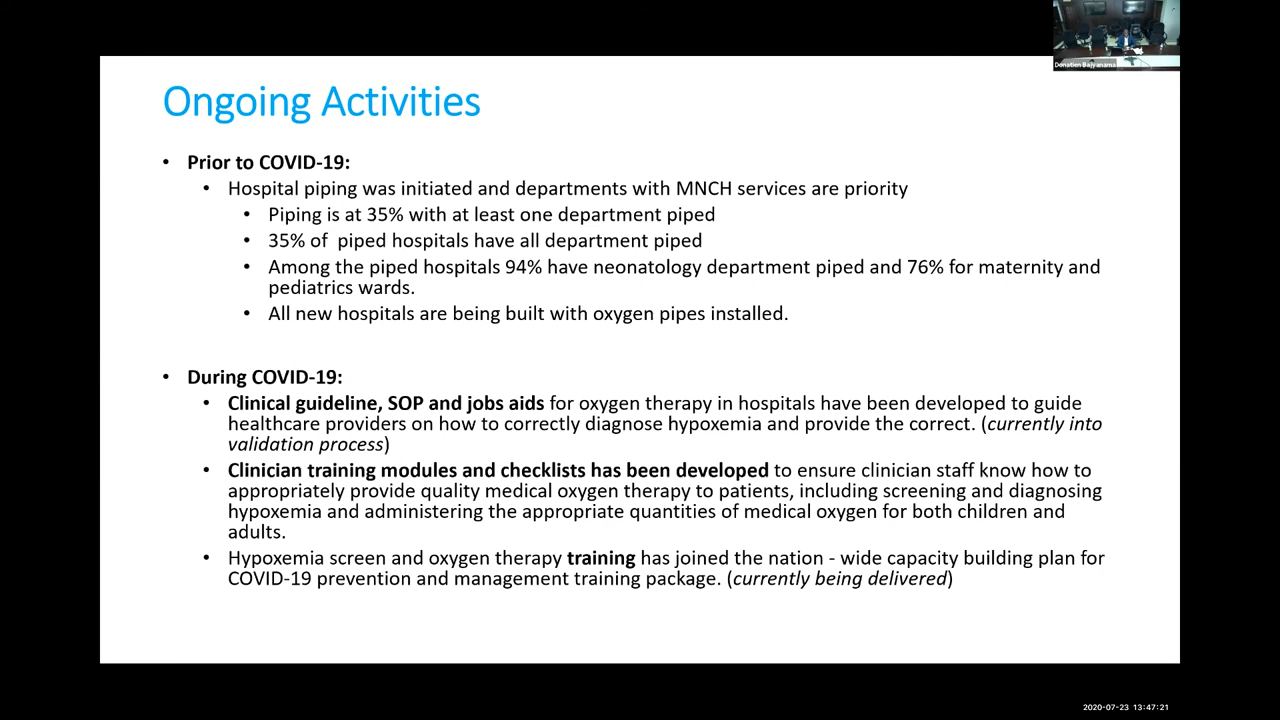 Donatien Bajyanama
Ongoing Activities
• Prior to COVID-19:
• Hospital piping was initiated and departments with MNCH services are priority
• Piping is at 35% with at least one department piped
• 35% of piped hospitals have all department piped
• Among the piped hospitals 94% have neonatology department piped and 76% for maternity and
pediatrics wards.
• All new hospitals are being built with oxygen pipes installed.
• During COVID-19:
• Clinical guideline, SOP and jobs aids for oxygen therapy in hospitals have been developed to guide
healthcare providers on how to correctly diagnose hypoxemia and provide the correct. (currently into
validation process)
• Clinician training modules and checklists has been developed to ensure clinician staff know how to
appropriately provide quality medical oxygen therapy to patients, including screening and diagnosing
hypoxemia and administering the appropriate quantities of medical oxygen for both children and
adults.
• Hypoxemia screen and oxygen therapy training has joined the nation - wide capacity building plan for
COVID-19 prevention and management training package. (currently being delivered)
2020-07-23 13:47:21